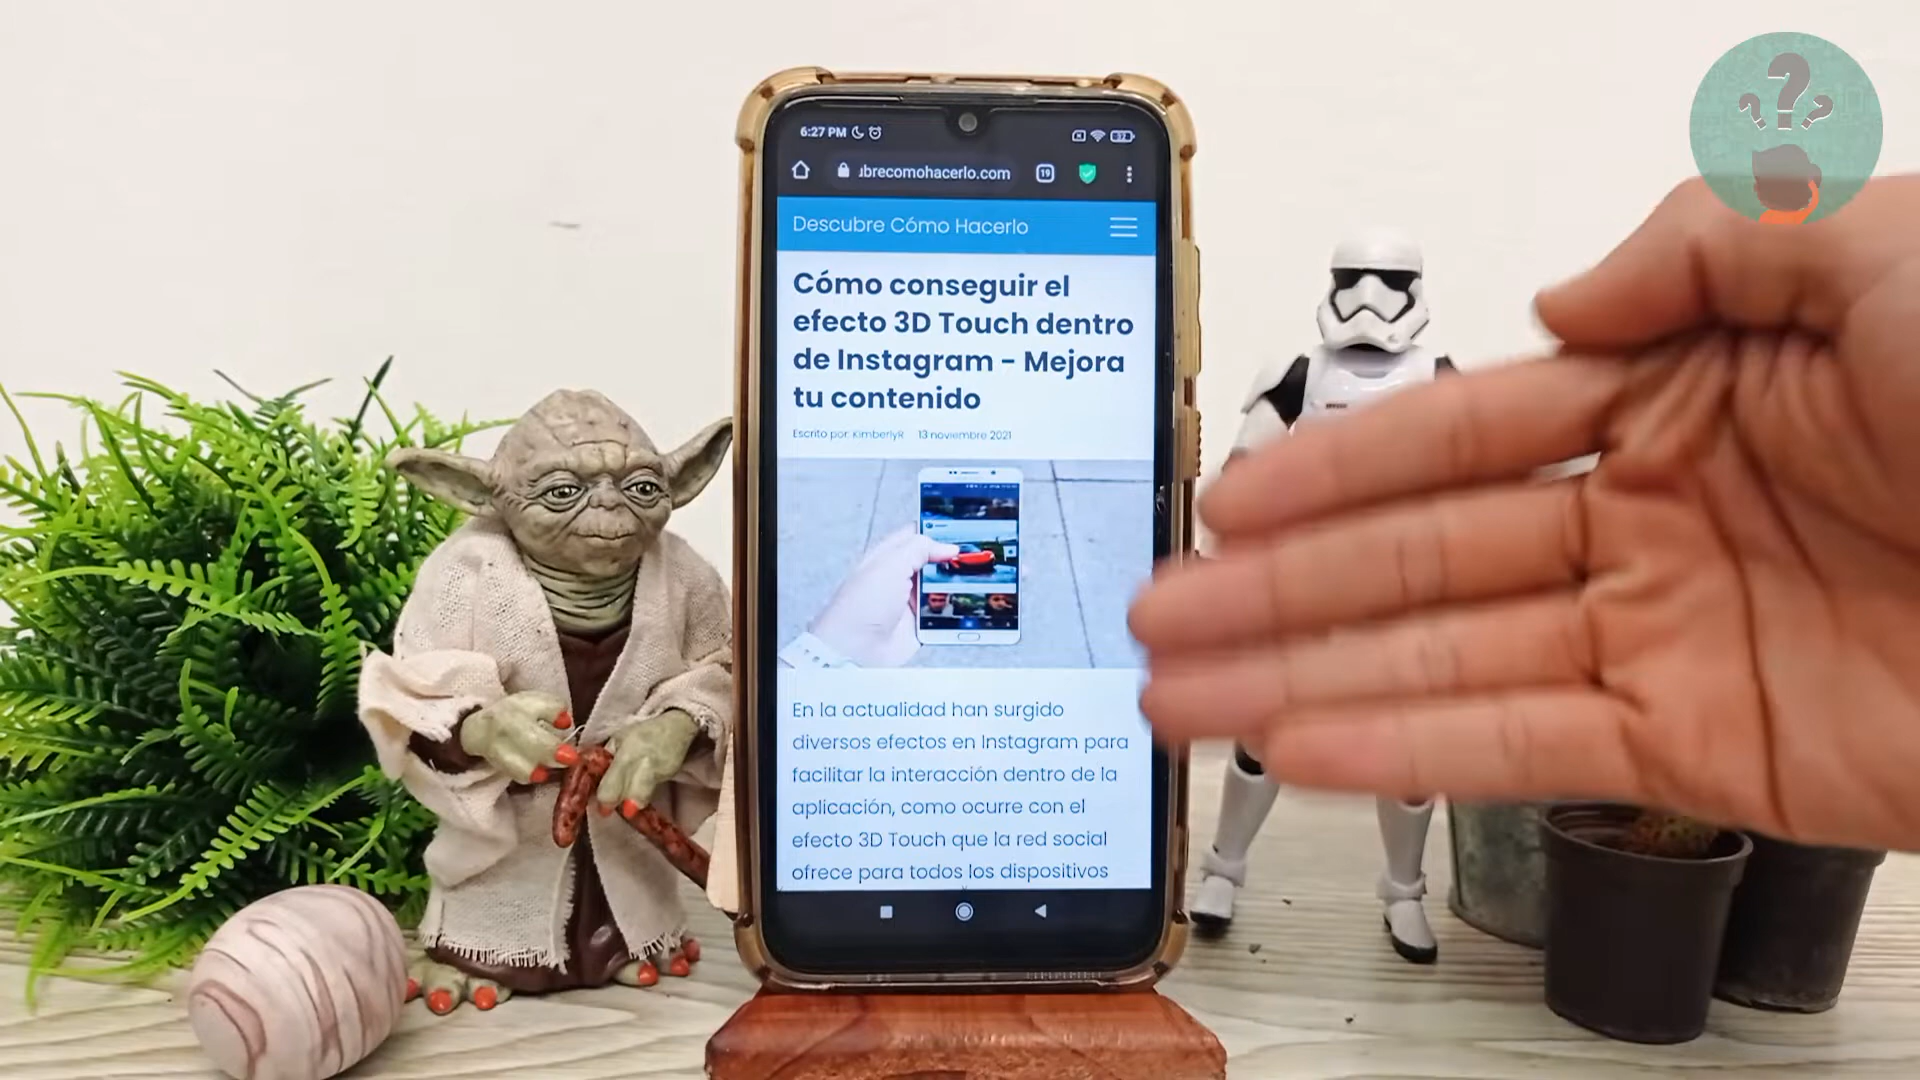 6:27 PM
ubrecomohacerlo.com
19
Descubre Cómo Hacerlo
Cómo conseguir el
efecto 3D Touch dentro
de Instagram - Mejora
tu contenido
Escrito por: KimberlyR 13 noviembre 2021
En la actualidad han surgido
diversos efectos en Instagram para
facilitar la interacción dentro de la
aplicación, como ocurre con el
efecto 3D Touch que la red social
ofrece para todos los dispositivos